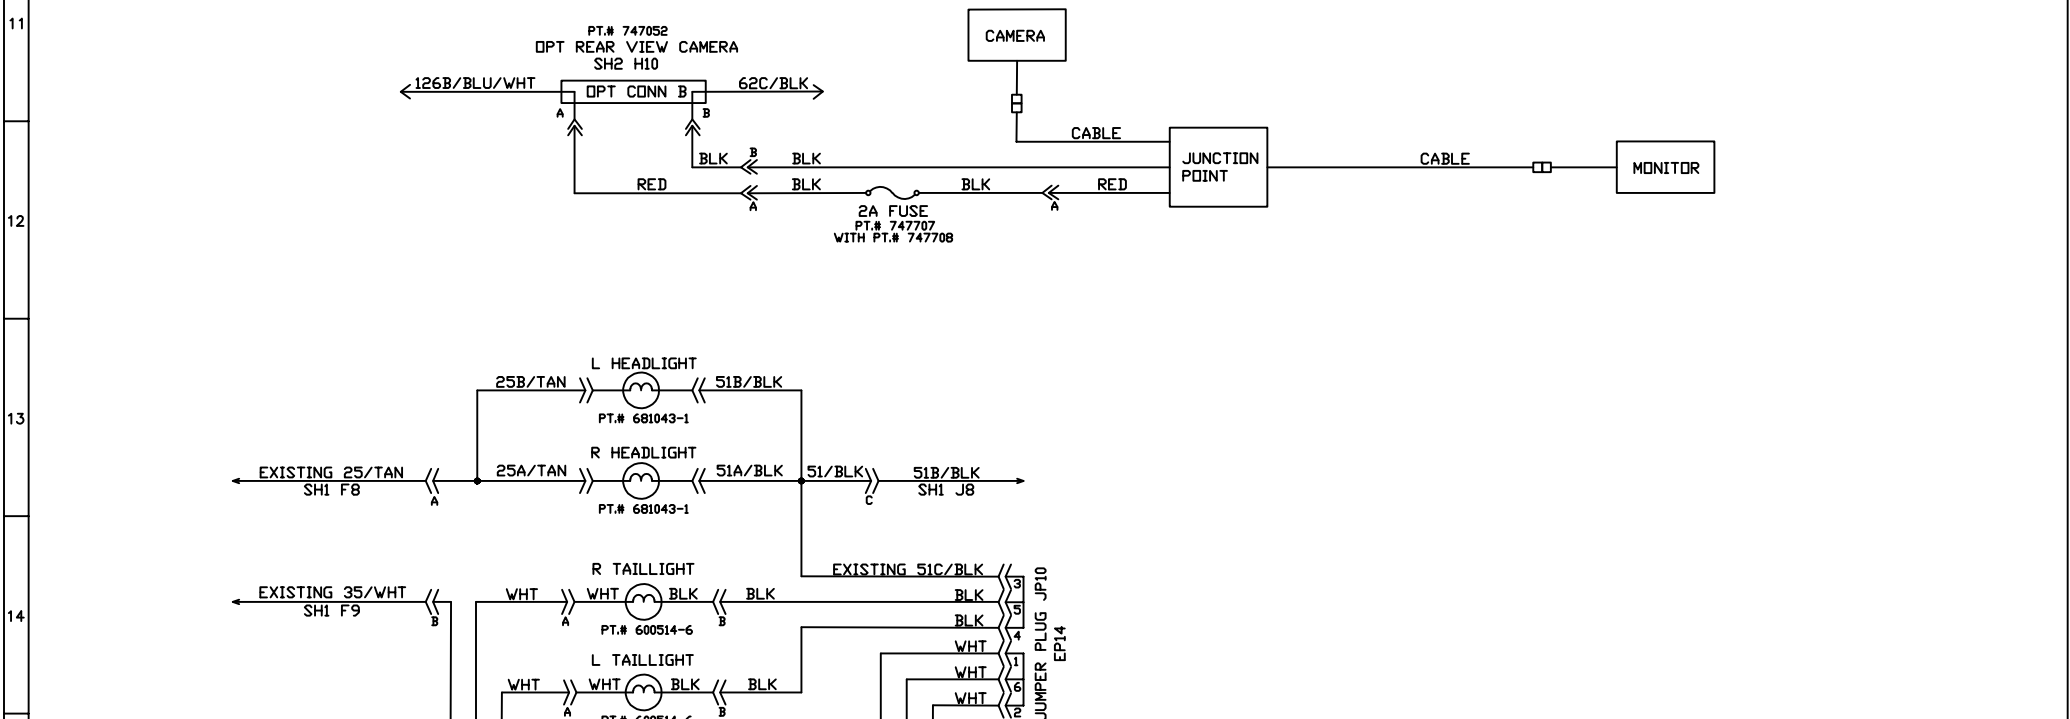 11
PT.# 747052
OPT REAR VIEW CAMERA
SH2 H10
126B/BLU/WHT
OPT CONN B
62C/BLK
A
B
CAMERA
CABLE
JUNCTION
POINT
CABLE
MONITOR
BLK
B
BLK
RED
A
BLK
BLK
A
RED
2A FUSE
PT.# 747707
WITH PT.# 747708
12
L HEADLIGHT
25B/TAN
51B/BLK
PT.# 681043-1
13
R HEADLIGHT
EXISTING 25/TAN
SH1 F8
A
25A/TAN
51A/BLK
51/BLK
C
51B/BLK
SH1 J8
PT.# 681043-1
R TAILLIGHT
EXISTING 51C/BLK
3
EXISTING 35/WHT
SH1 F9
B
WHT
A
WHT
BLK
B
BLK
BLK
5
PT.# 600514-6
14
BLK
4
WHT
1
WHT
6
WHT
2
JUMPER PLUG JP10
EP14
L TAILLIGHT
WHT
A
WHT
BLK
B
BLK
PT.# 600514-6